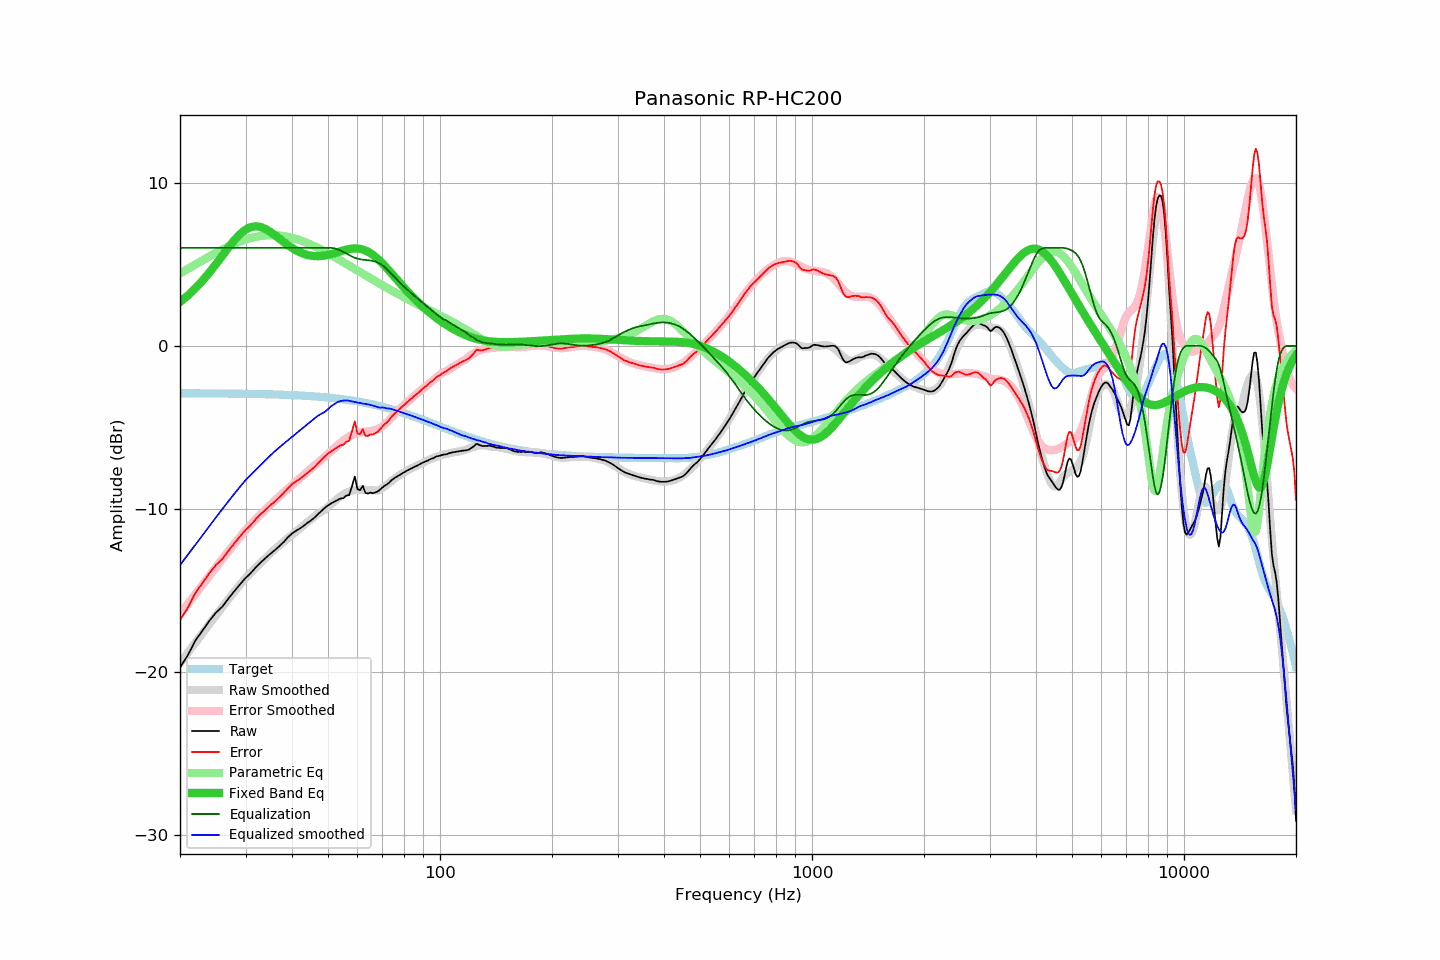 Panasonic RP-HC200
Amplitude (dBr)
10
0
−10
−20
−30
Target
Raw Smoothed
Error Smoothed
Raw
Error
Parametric Eq
Fixed Band Eq
Equalization
Equalized smoothed
100
1000
10000
Frequency (Hz)